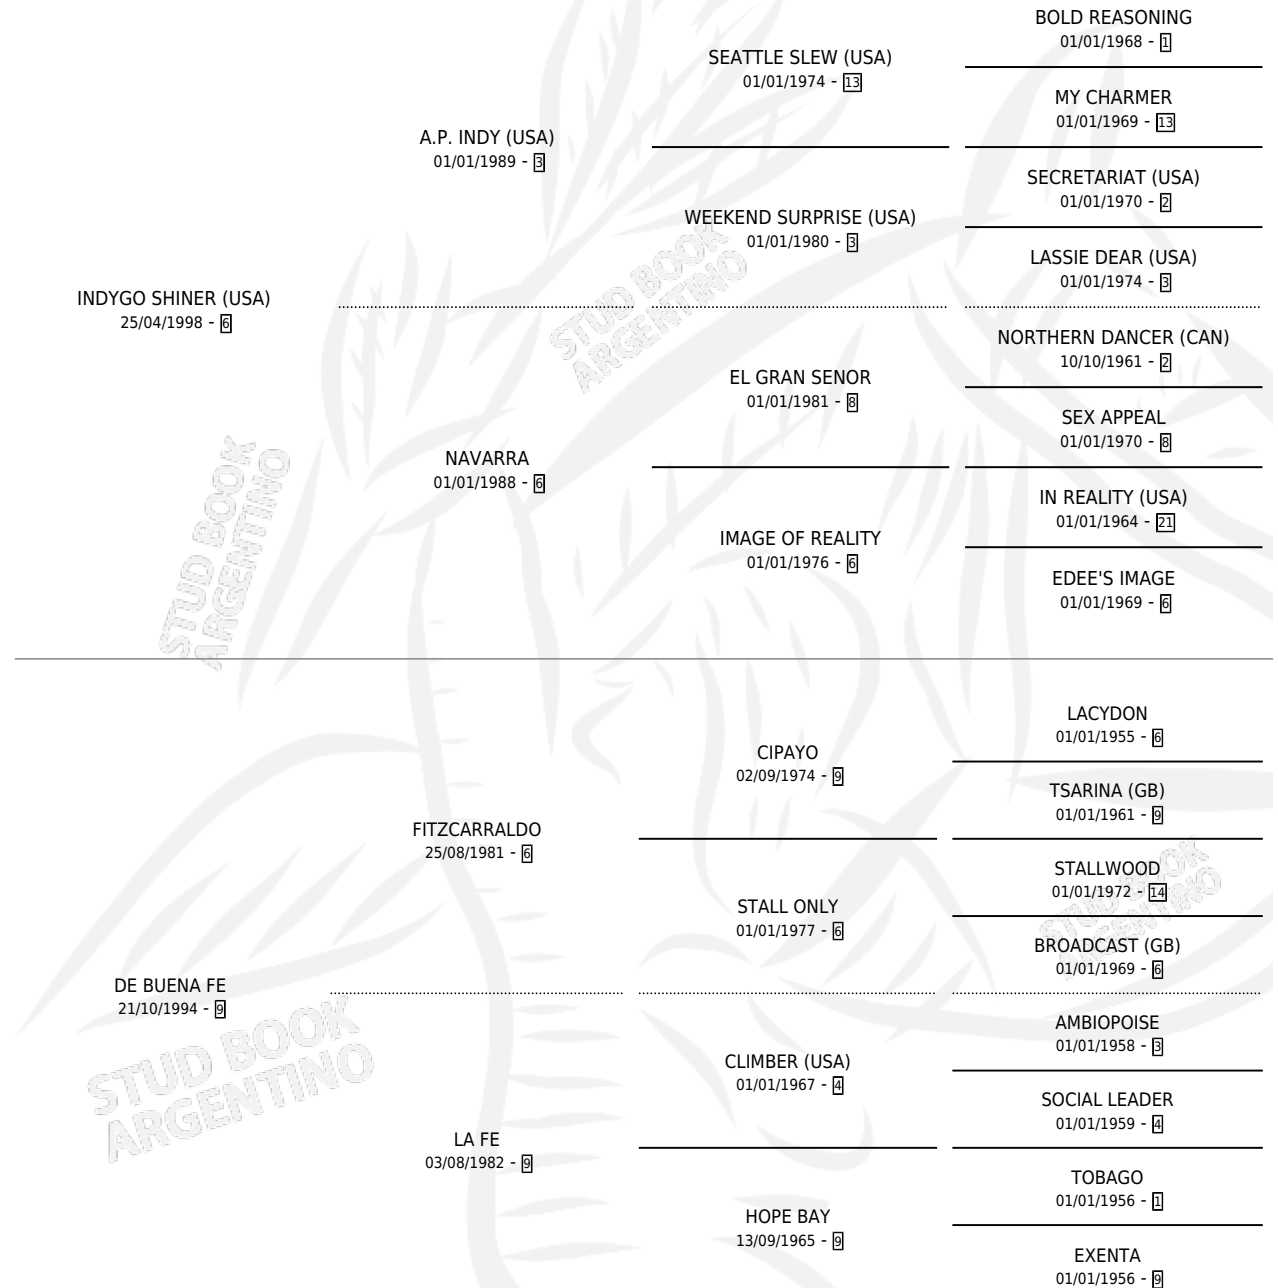 BOLD REASONING
01/01/1968 - 1
SEATTLE SLEW (USA)
01/01/1974 - 13
MY CHARMER
01/01/1969 - 13
A.P. INDY (USA)
01/01/1989 - 3
SECRETARIAT (USA)
01/01/1970 - 2
WEEKEND SURPRISE (USA)
01/01/1980 - 3
LASSIE DEAR (USA)
01/01/1974 - 3
INDYGO SHINER (USA)
25/04/1998 - 6
NORTHERN DANCER (CAN)
10/10/1961 - 2
EL GRAN SENOR
01/01/1981 - 8
SEX APPEAL
01/01/1970 - 8
NAVARRA
01/01/1988 - 6
IN REALITY (USA)
01/01/1964 - 21
IMAGE OF REALITY
01/01/1976 - 6
EDEE'S IMAGE
01/01/1969 - 6
LACYDON
01/01/1955 - 6
CIPAYO
02/09/1974 - 9
TSARINA (GB)
01/01/1961 - 9
FITZCARRALDO
25/08/1981 - 6
STALLWOOD
01/01/1972 - 14
STALL ONLY
01/01/1977 - 6
BROADCAST (GB)
01/01/1969 - 6
DE BUENA FE
21/10/1994 - 9
AMBIOPOISE
01/01/1958 - 3
CLIMBER (USA)
01/01/1967 - 4
SOCIAL LEADER
01/01/1959 - 4
LA FE
03/08/1982 - 9
TOBAGO
01/01/1956 - 1
HOPE BAY
13/09/1965 - 9
EXENTA
01/01/1956 - 9
STUD BOOK
ARGENTINO
STUD BOOK
ARGENTINO
STUD BOOK
ARGENTINO
STUD BOOK
ARGENTINO